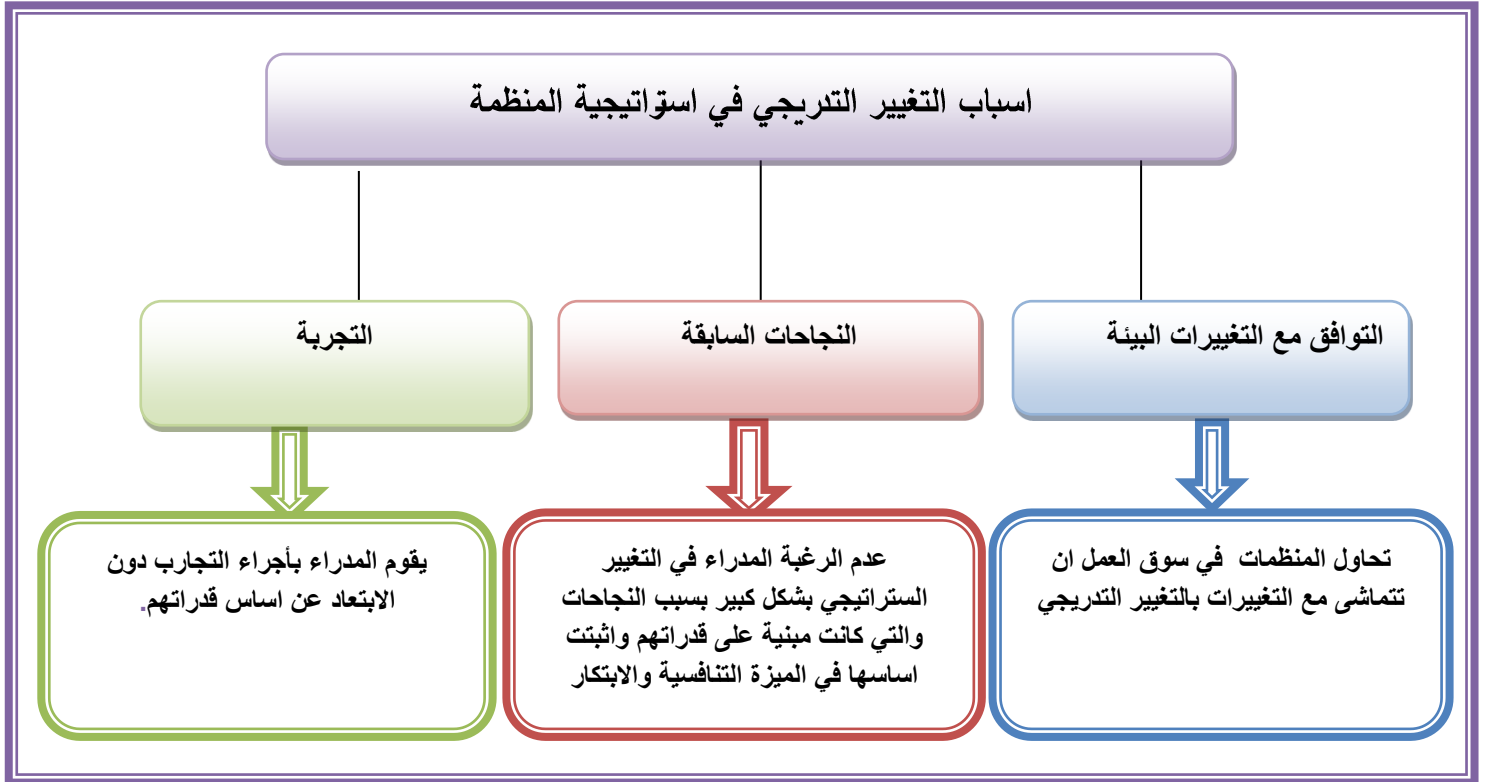 اسباب التغيير التدريجي في استراتيجية المنظمة
التوافق مع التغييرات البيئة
النجاحات السابقة
التجربة
تحاول المنظمات في سوق العمل ان
تتماشى مع التغييرات بالتغيير التدريجي
عدم الرغبة المدراء في التغيير
الستراتيجي بشكل كبير بسبب النجاحات
والتي كانت مبنية على قدراتهم واثبتت
اساسها في الميزة التنافسية والابتكار
يقوم المدراء بأجراء التجارب دون
الابتعاد عن اساس قدراتهم.